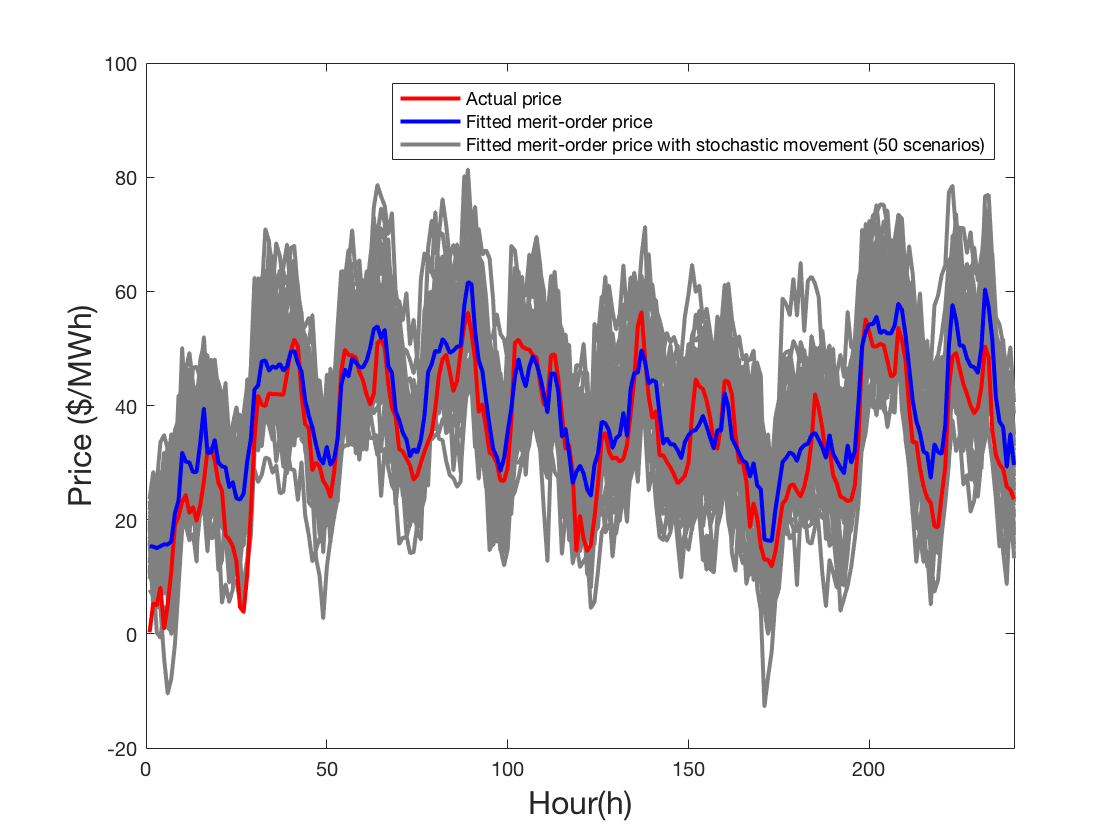 100
80
60
40
20
0
-20
Price ($/MWh)
Actual price
Fitted merit-order price
Fitted merit-order price with stochastic movement (50 scenarios)
0 50 100 150 200
Hour(h)